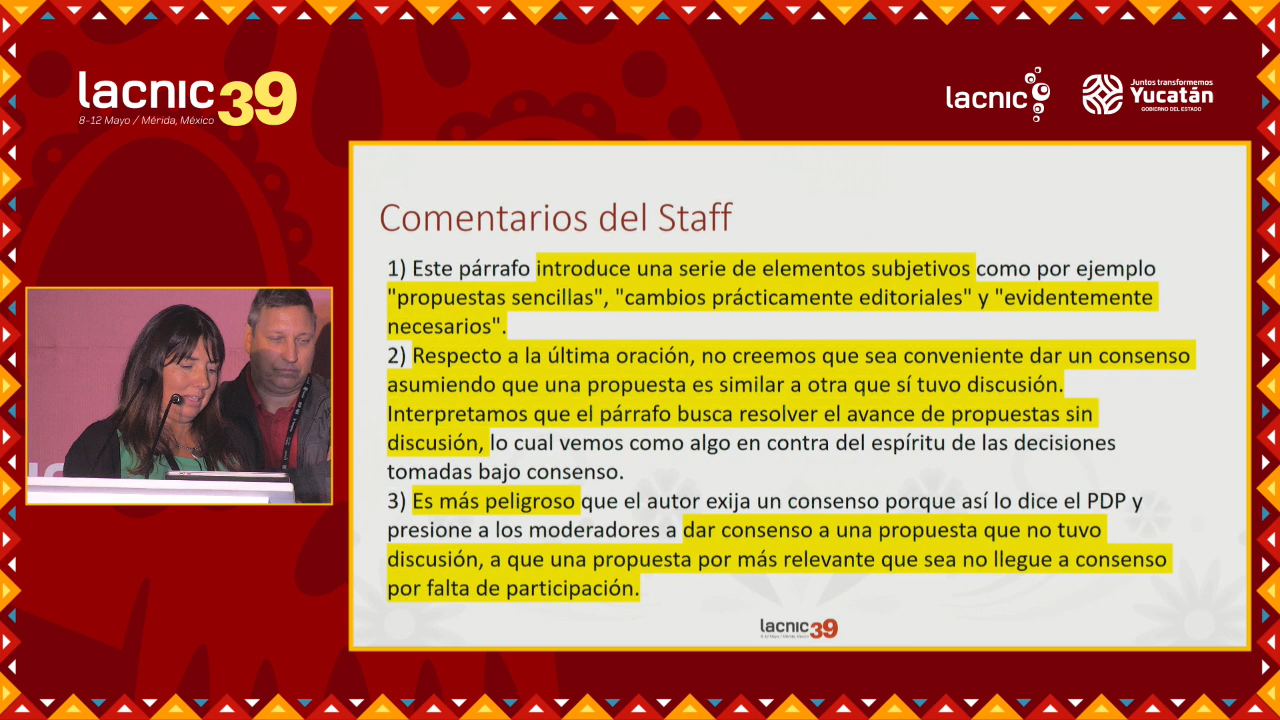 lacnic39
8-12 Mayo / Mérida, México
lacnic
Juntos transformemos
Yucatán
GOBIERNO DEL ESTADO
Comentarios del Staff
1) Este párrafo introduce una serie de elementos subjetivos como por ejemplo
"propuestas sencillas", "cambios prácticamente editoriales" y "evidentemente
necesarios".
2) Respecto a la última oración, no creemos que sea conveniente dar un consenso
asumiendo que una propuesta es similar a otra que sí tuvo discusión.
Interpretamos que el párrafo busca resolver el avance de propuestas sin
discusión, lo cual vemos como algo en contra del espíritu de las decisiones
tomadas bajo consenso.
3) Es más peligroso que el autor exija un consenso porque así lo dice el PDP y
presione a los moderadores a dar consenso a una propuesta que no tuvo
discusión, a que una propuesta por más relevante que sea no llegue a consenso
por falta de participación.
lacnic39